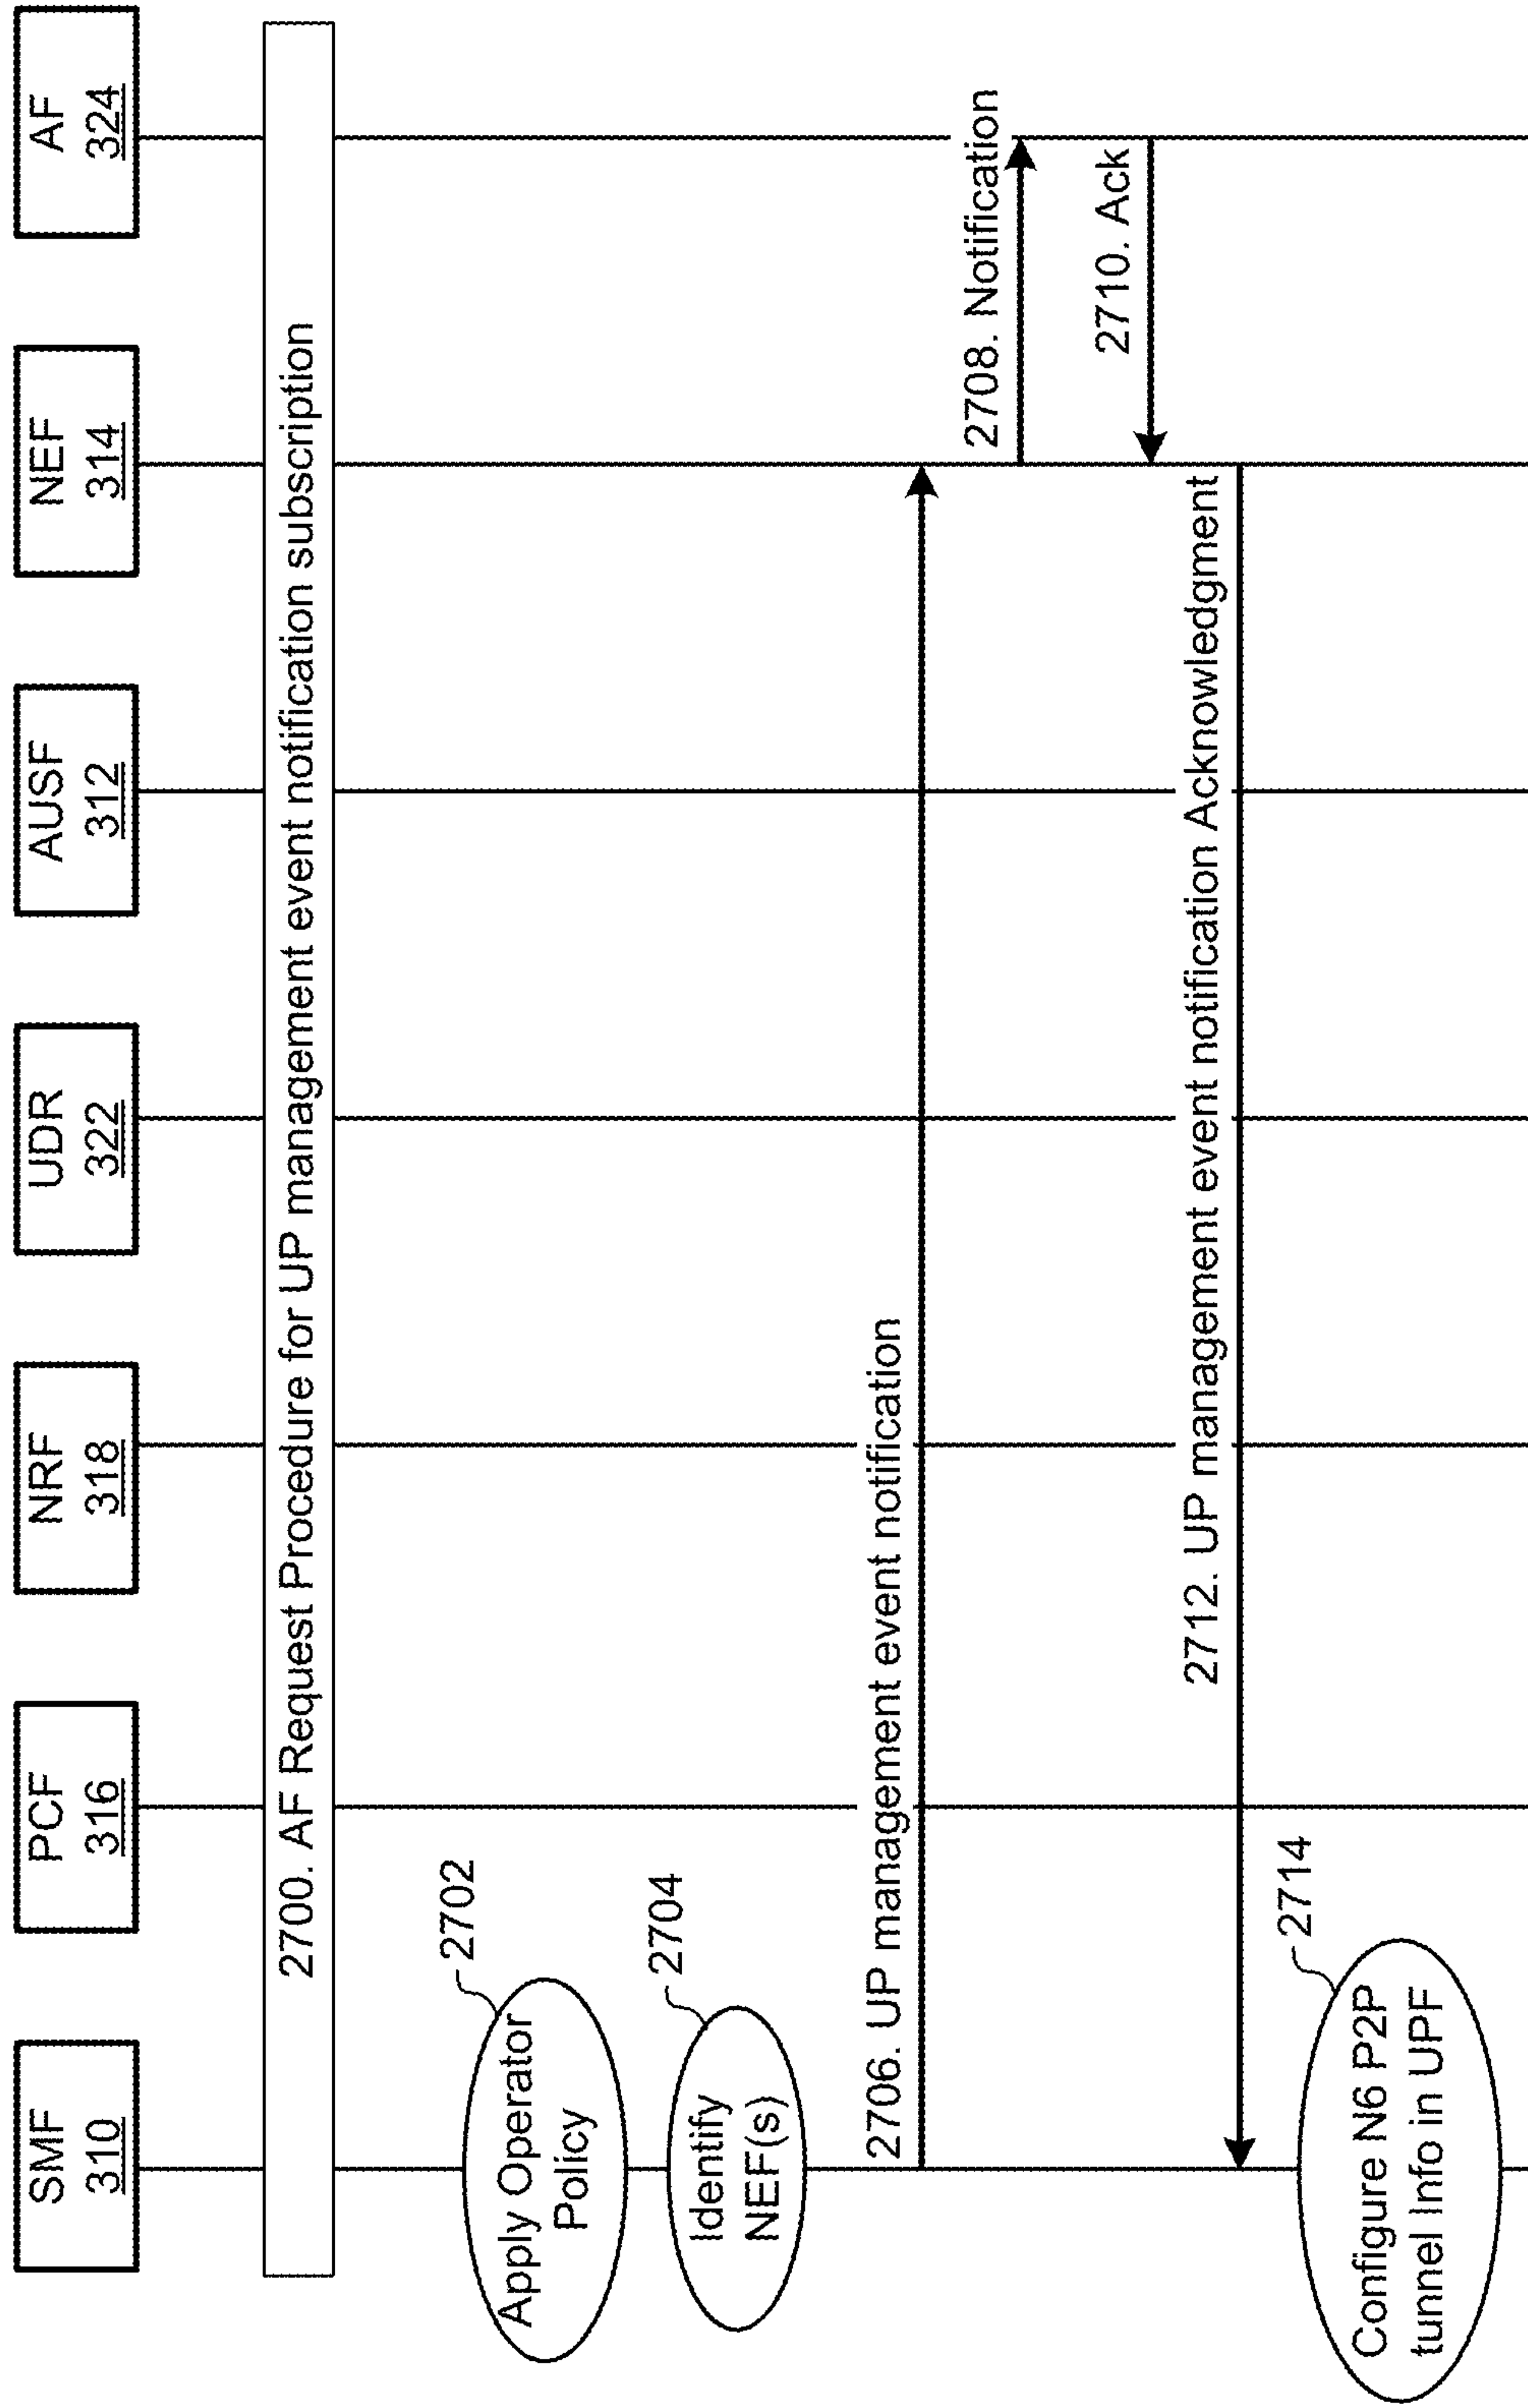 SMF
310
PCF
316
NRF
318
UDR
322
AUSF
312
NEF
314
AF
324
2700. AF Request Procedure for UP management event notification subscription
2702
Apply Operator
Policy
2704
Identify
NEF(s)
2706. UP management event notification
2708. Notification
2710. Ack
2712. UP management event notification Acknowledgment
2714
Configure N6 P2P
tunnel Info in UPF